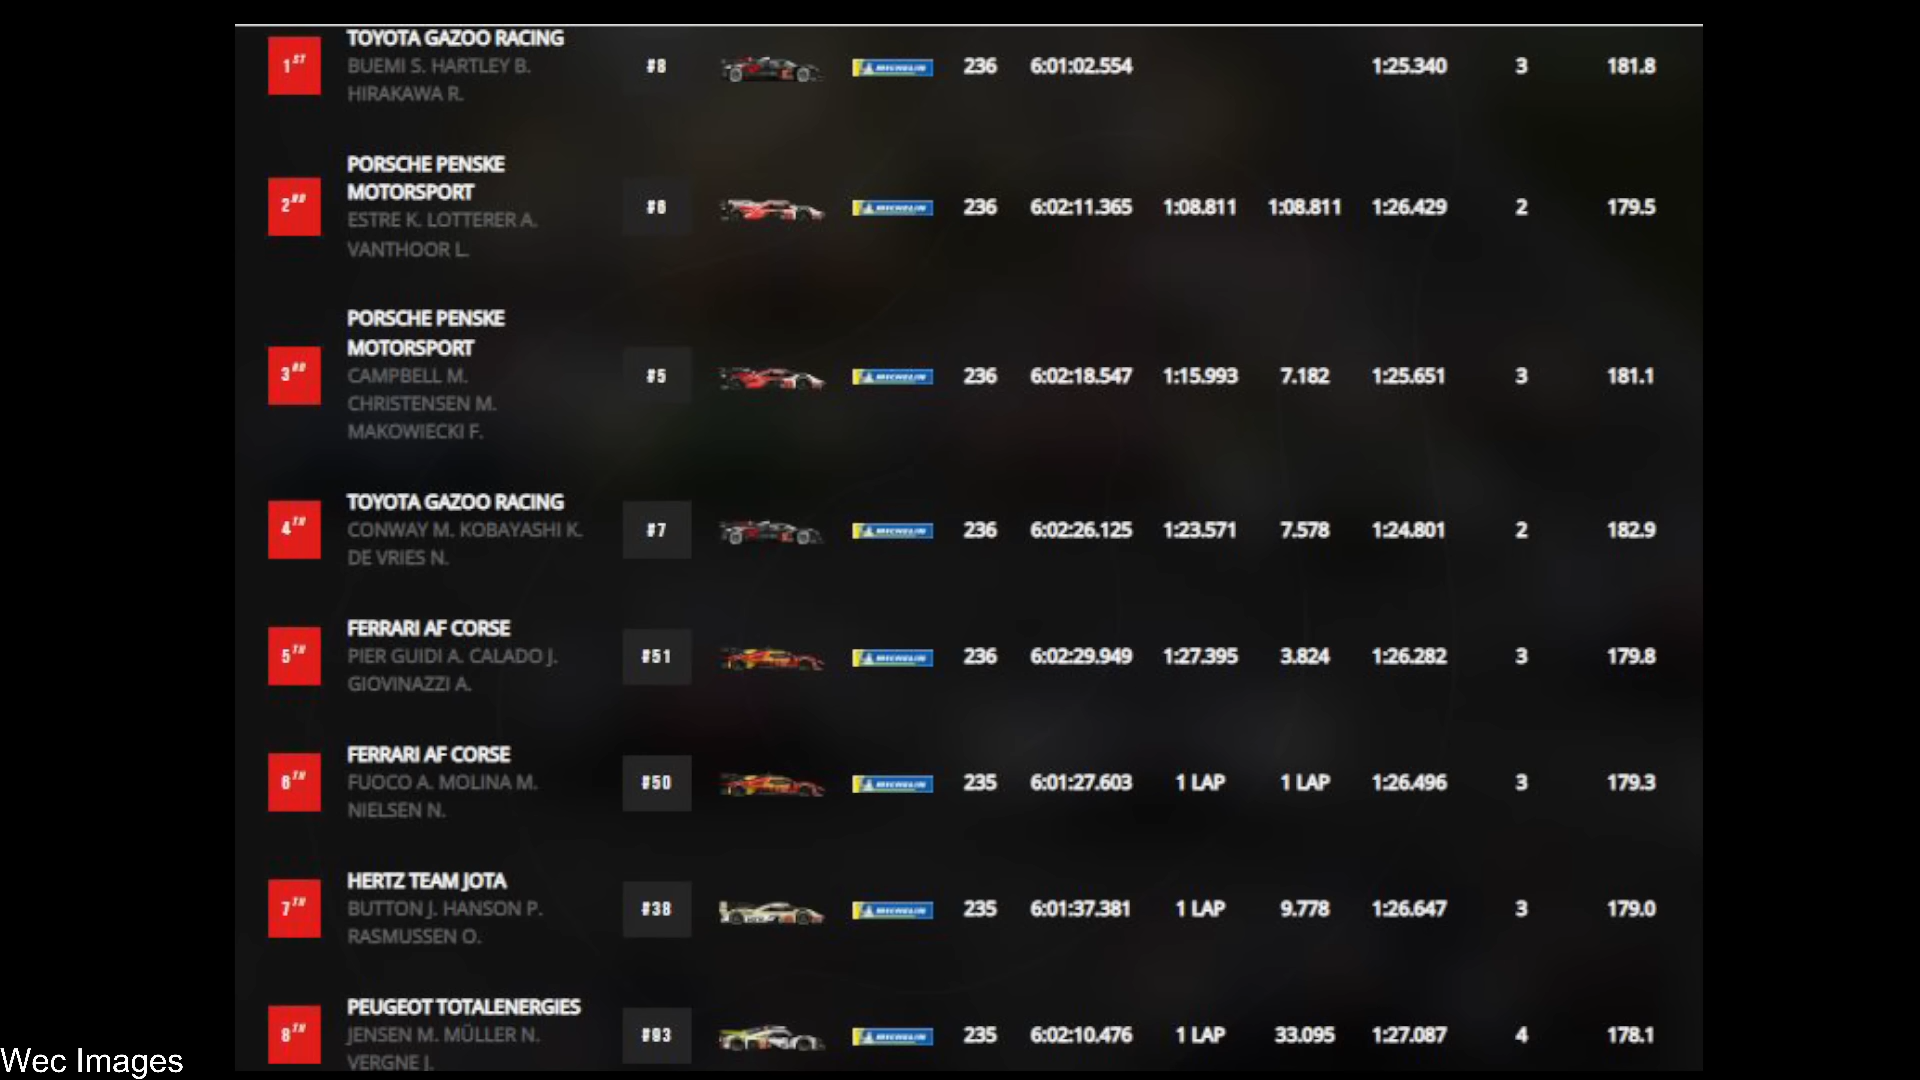 1ST TOYOTA GAZOO RACING
BUEMI S. HARTLEY B.
HIRAKAWA R.
#8 MICHELIN 236 6:01:02.554 1:25.340 3 181.8
2ND PORSCHE PENSKE
MOTORSPORT
ESTRE K. LOTTERER A.
VANTHOOR L.
#6 MICHELIN 236 6:02:11.365 1:08.811 1:08.811 1:26.429 2 179.5
3RD PORSCHE PENSKE
MOTORSPORT
CAMPBELL M.
CHRISTENSEN M.
MAKOWIECKI F.
#5 MICHELIN 236 6:02:18.547 1:15.993 7.182 1:25.651 3 181.1
4TH TOYOTA GAZOO RACING
CONWAY M. KOBAYASHI K.
DE VRIES N.
#7 MICHELIN 236 6:02:26.125 1:23.571 7.578 1:24.801 2 182.9
5TH FERRARI AF CORSE
PIER GUIDI A. CALADO J.
GIOVINAZZI A.
#51 MICHELIN 236 6:02:29.949 1:27.395 3.824 1:26.282 3 179.8
6TH FERRARI AF CORSE
FUOCO A. MOLINA M.
NIELSEN N.
#50 MICHELIN 235 6:01:27.603 1 LAP 1 LAP 1:26.496 3 179.3
7TH HERTZ TEAM JOTA
BUTTON J. HANSON P.
RASMUSSEN O.
#38 MICHELIN 235 6:01:37.381 1 LAP 9.778 1:26.647 3 179.0
8TH PEUGEOT TOTALENERGIES
JENSEN M. MÜLLER N.
VERGNE J.
#93 MICHELIN 235 6:02:10.476 1 LAP 33.095 1:27.087 4 178.1
Wec Images